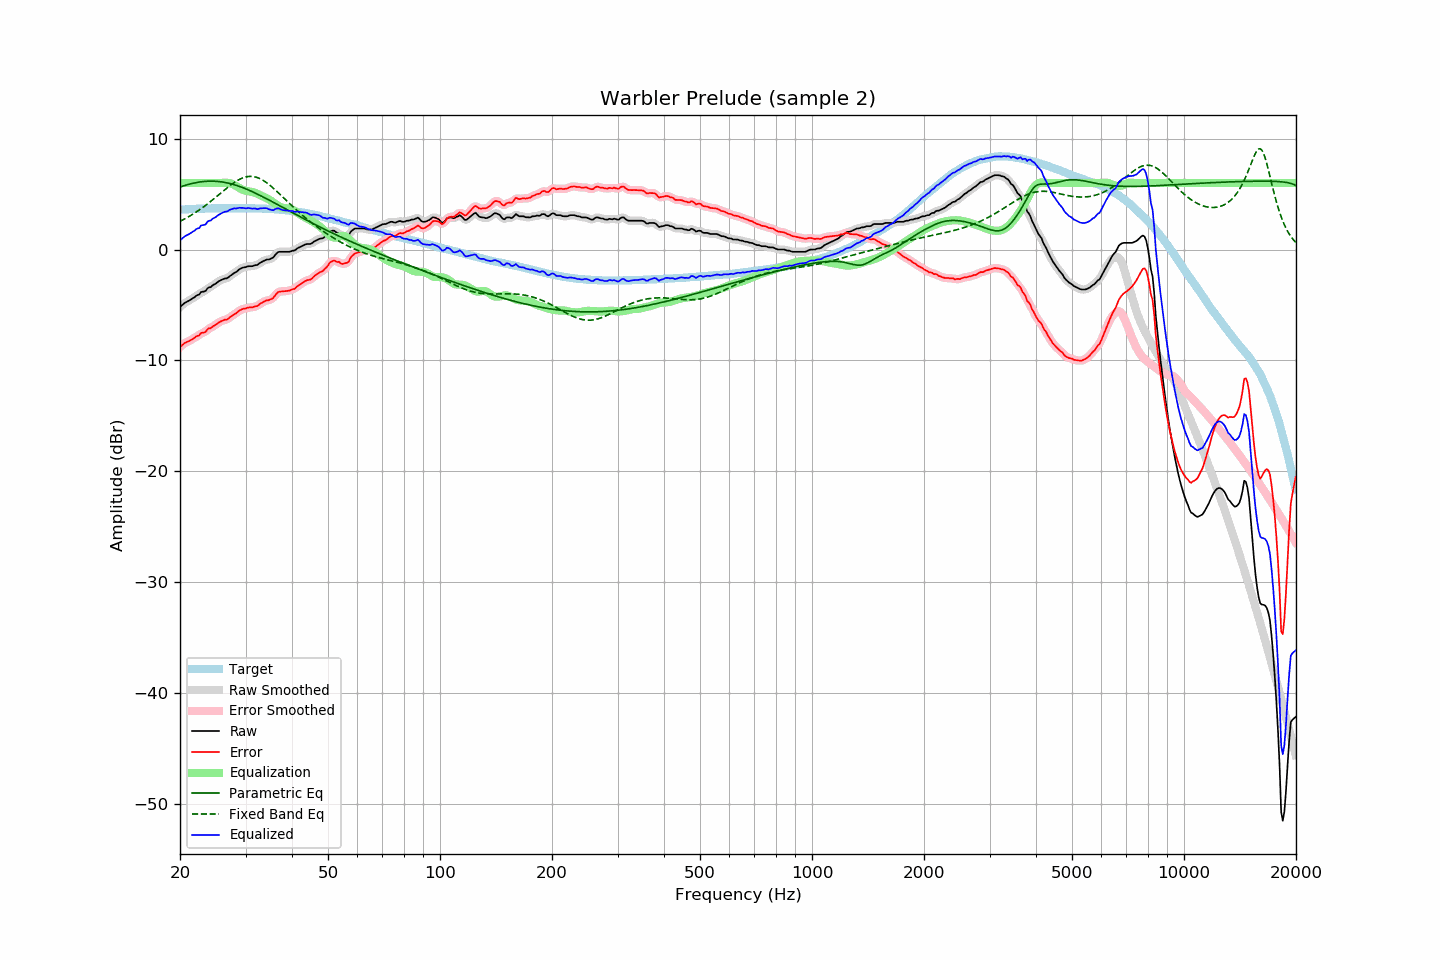 Warbler Prelude (sample 2)
10
0
−10
−20
−30
−40
−50
Amplitude (dBr)
Target
Raw Smoothed
Error Smoothed
Raw
Error
Equalization
Parametric Eq
Fixed Band Eq
Equalized
20 50 100 200 500 1000 2000 5000 10000 20000
Frequency (Hz)